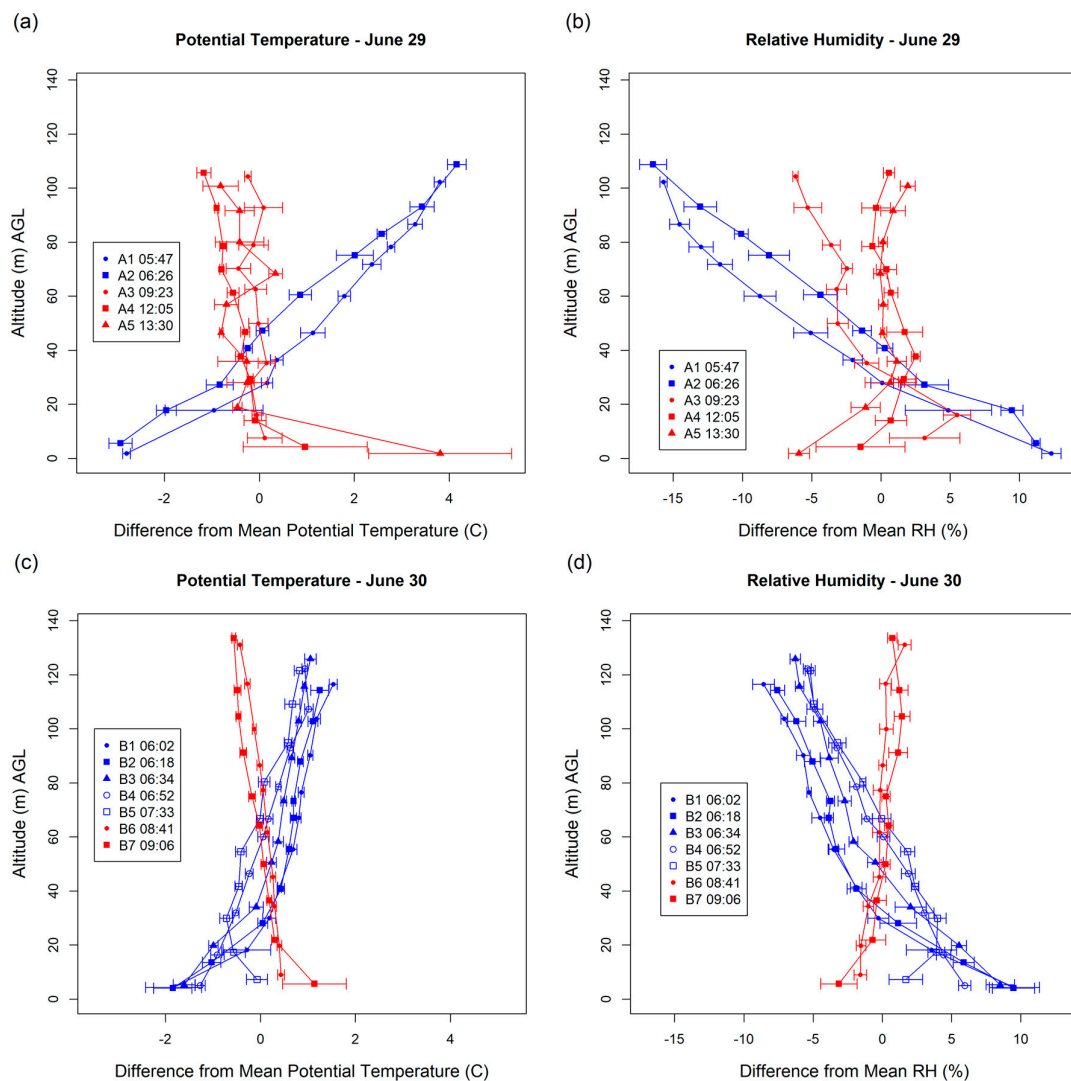 (a)
Potential Temperature - June 29
Altitude (m) AGL
0 20 40 60 80 100 120 140
A1 05:47
A2 06:26
A3 09:23
A4 12:05
A5 13:30
-2 0 2 4
Difference from Mean Potential Temperature (C)
(b)
Relative Humidity - June 29
Altitude (m) AGL
0 20 40 60 80 100 120 140
A1 05:47
A2 06:26
A3 09:23
A4 12:05
A5 13:30
-15 -10 -5 0 5 10
Difference from Mean RH (%)
(c)
Potential Temperature - June 30
Altitude (m) AGL
0 20 40 60 80 100 120 140
B1 06:02
B2 06:18
B3 06:34
B4 06:52
B5 07:33
B6 08:41
B7 09:06
-2 0 2 4
Difference from Mean Potential Temperature (C)
(d)
Relative Humidity - June 30
Altitude (m) AGL
0 20 40 60 80 100 120 140
B1 06:02
B2 06:18
B3 06:34
B4 06:52
B5 07:33
B6 08:41
B7 09:06
-15 -10 -5 0 5 10
Difference from Mean RH (%)